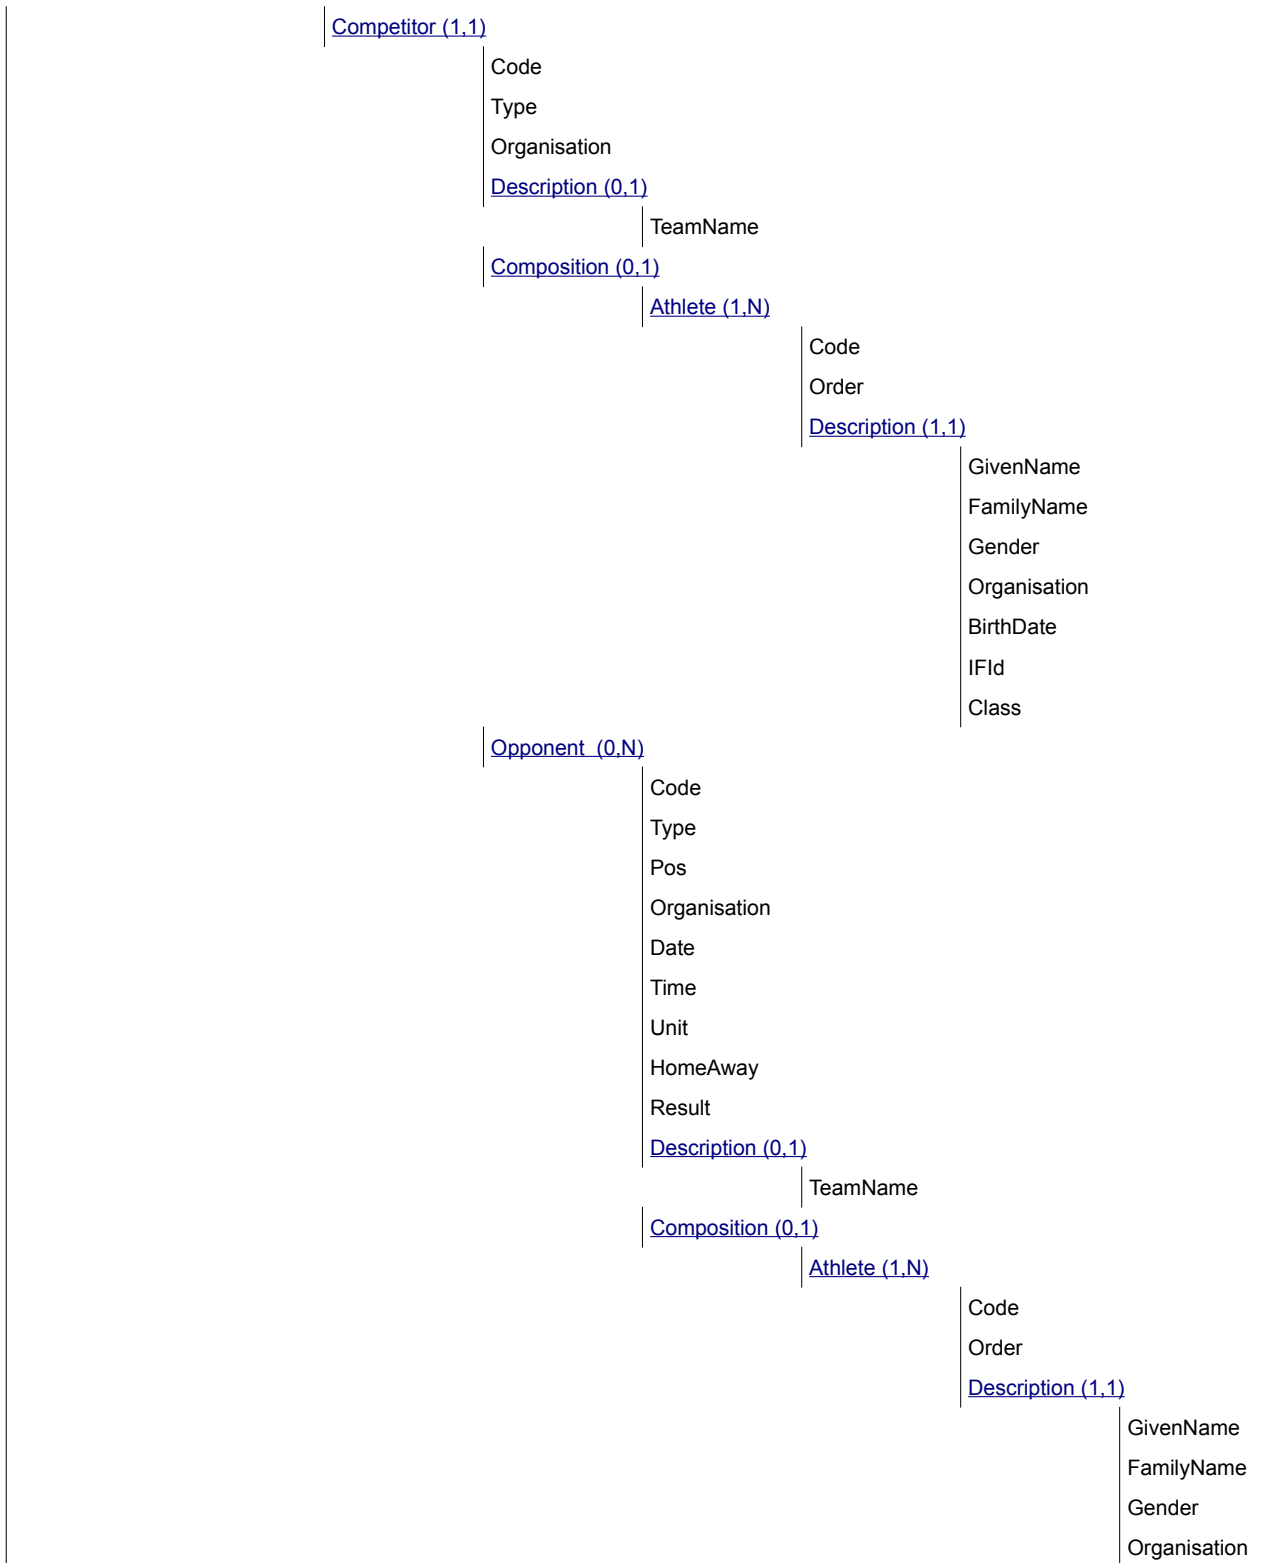 Competitor (1,1)
Code
Type
Organisation
Description (0,1)
TeamName
Composition (0,1)
Athlete (1,N)
Code
Order
Description (1,1)
GivenName
FamilyName
Gender
Organisation
BirthDate
IFId
Class
Opponent  (0,N)
Code
Type
Pos
Organisation
Date
Time
Unit
HomeAway
Result
Description (0,1)
TeamName
Composition (0,1)
Athlete (1,N)
Code
Order
Description (1,1)
GivenName
FamilyName
Gender
Organisation